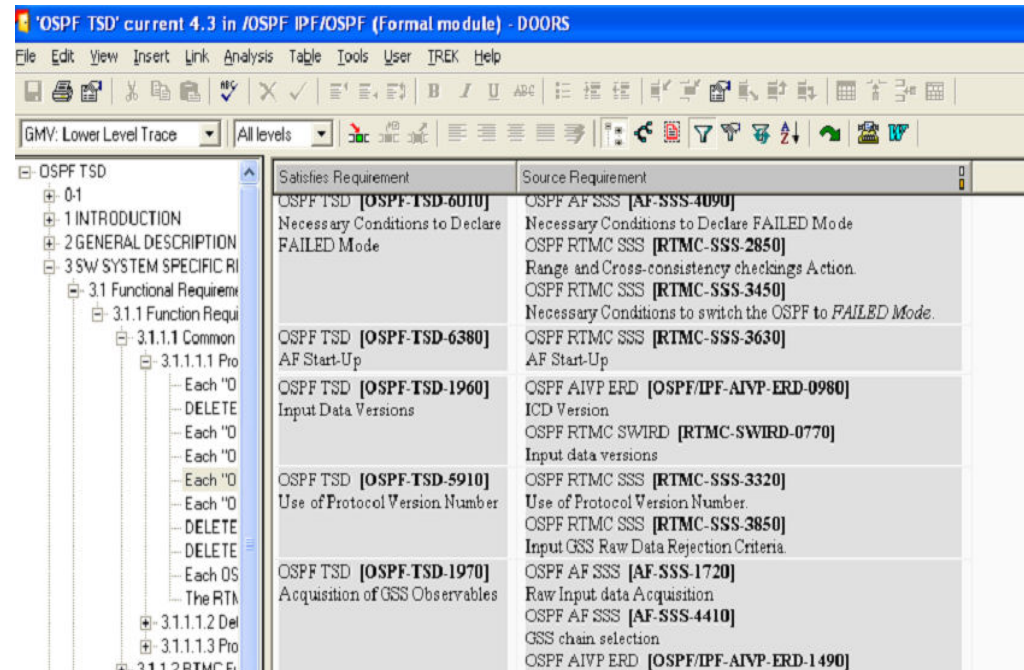 'OSPF TSD' current 4.3 in /OSPF IPF/OSPF (Formal module) - DOORS
File Edit View Insert Link Analysis Table Tools User TREK Help
B I U ABC
GMV: Lower Level Trace All levels
OSPF TSD
0-1
1 INTRODUCTION
2 GENERAL DESCRIPTION
3 SW SYSTEM SPECIFIC RI
3.1 Functional Requireme
3.1.1 Function Requi
3.1.1.1 Common
3.1.1.1.1 Pro
Each "O
DELETE
Each "O
Each "O
Each "O
Each "O
DELETE
DELETE
Each OS
The RTM
3.1.1.1.2 Def
3.1.1.1.3 Pro
3.1.1.2 RTMC Fu
Satisfies Requirement Source Requirement
OSPF TSD [OSPF-TSD-6010] OSPF AF SSS [AF-SSS-4090]
Necessary Conditions to Declare Necessary Conditions to Declare FAILED Mode
FAILED Mode OSPF RTMC SSS [RTMC-SSS-2850]
Range and Cross-consistency checkings Action.
OSPF RTMC SSS [RTMC-SSS-3450]
Necessary Conditions to switch the OSPF to FAILED Mode.
OSPF TSD [OSPF-TSD-6380] OSPF RTMC SSS [RTMC-SSS-3630]
AF Start-Up AF Start-Up
OSPF TSD [OSPF-TSD-1960] OSPF AIVP ERD [OSPF/IPF-AIVP-ERD-0980]
Input Data Versions ICD Version
OSPF RTMC SWIRD [RTMC-SWIRD-0770]
Input data versions
OSPF TSD [OSPF-TSD-5910] OSPF RTMC SSS [RTMC-SSS-3320]
Use of Protocol Version Number Use of Protocol Version Number.
OSPF RTMC SSS [RTMC-SSS-3850]
Input GSS Raw Data Rejection Criteria.
OSPF TSD [OSPF-TSD-1970] OSPF AF SSS [AF-SSS-1720]
Acquisition of GSS Observables Raw Input data Acquisition
OSPF AF SSS [AF-SSS-4410]
GSS chain selection
OSPF AIVP ERD [OSPF/IPF-AIVP-ERD-1490]